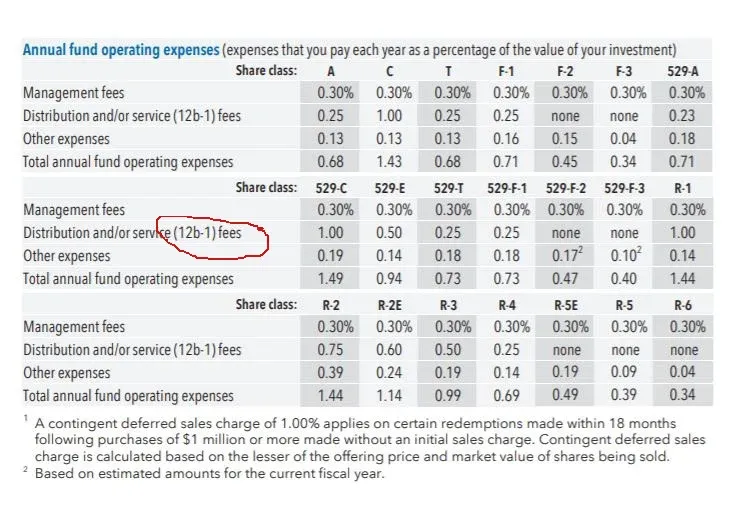 Annual fund operating expenses (expenses that you pay each year as a percentage of the value of your investment)
Share class: A C T F-1 F-2 F-3 529-A
Management fees 0.30% 0.30% 0.30% 0.30% 0.30% 0.30% 0.30%
Distribution and/or service (12b-1) fees 0.25 1.00 0.25 0.25 none none 0.23
Other expenses 0.13 0.13 0.13 0.16 0.15 0.04 0.18
Total annual fund operating expenses 0.68 1.43 0.68 0.71 0.45 0.34 0.71
Share class: 529-C 529-E 529-T 529-F-1 529-F-2 529-F-3 R-1
Management fees 0.30% 0.30% 0.30% 0.30% 0.30% 0.30% 0.30%
Distribution and/or service (12b-1) fees 1.00 0.50 0.25 0.25 none none 1.00
Other expenses 0.19 0.14 0.18 0.18 0.17² 0.10² 0.14
Total annual fund operating expenses 1.49 0.94 0.73 0.73 0.47 0.40 1.44
Share class: R-2 R-2E R-3 R-4 R-5E R-5 R-6
Management fees 0.30% 0.30% 0.30% 0.30% 0.30% 0.30% 0.30%
Distribution and/or service (12b-1) fees 0.75 0.60 0.50 0.25 none none none
Other expenses 0.39 0.24 0.19 0.14 0.19 0.09 0.04
Total annual fund operating expenses 1.44 1.14 0.99 0.69 0.49 0.39 0.34
¹ A contingent deferred sales charge of 1.00% applies on certain redemptions made within 18 months
following purchases of $1 million or more made without an initial sales charge. Contingent deferred sales
charge is calculated based on the lesser of the offering price and market value of shares being sold.
² Based on estimated amounts for the current fiscal year.